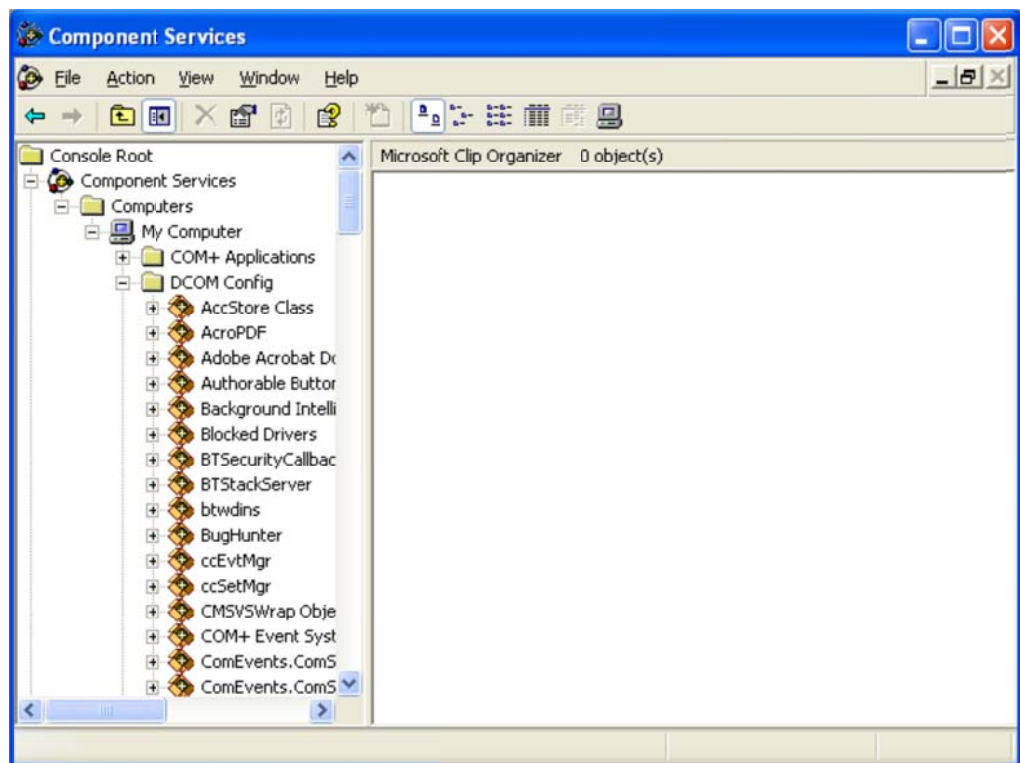 Component Services
File Action View Window Help
Console Root
Microsoft Clip Organizer 0 object(s)
Component Services
Computers
My Computer
COM+ Applications
DCOM Config
AccStore Class
AcroPDF
Adobe Acrobat Do
Authorable Button
Background Intelli
Blocked Drivers
BTSecurityCallbac
BTStackServer
btwdins
BugHunter
ccEvtMgr
ccSetMgr
CMSVSWrap Obje
COM+ Event Syst
ComEvents.ComS
ComEvents.ComS